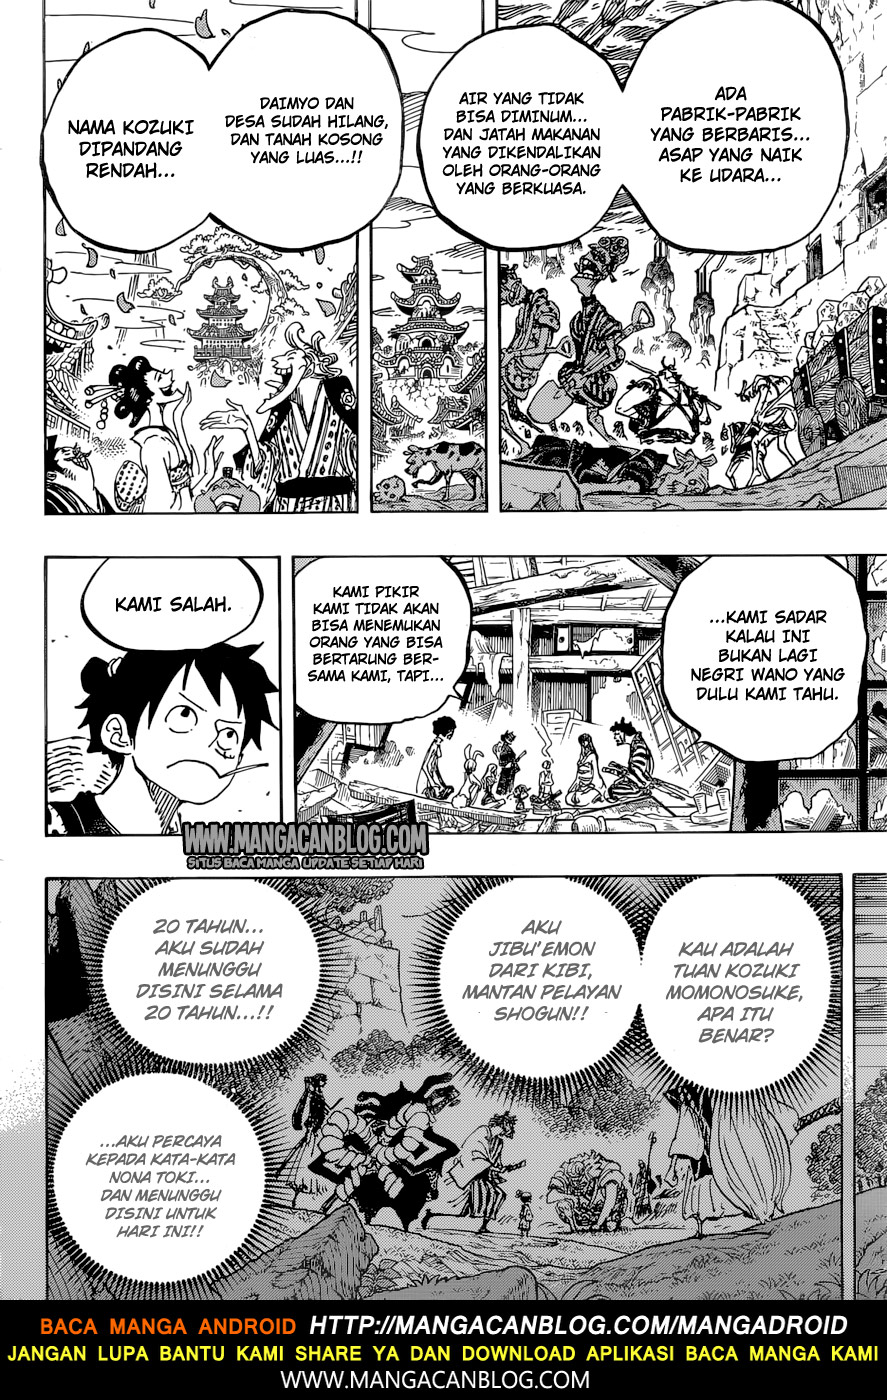 ADA
PABRIK-PABRIK
YANG BERBARIS...
ASAP YANG NAIK
KE UDARA...
AIR YANG TIDAK
BISA DIMINUM...
DAN JATAH MAKANAN
YANG DIKENDALIKAN
OLEH ORANG-ORANG
YANG BERKUASA.
DAIMYO DAN
DESA SUDAH HILANG,
DAN TANAH KOSONG
YANG LUAS...!!
NAMA KOZUKI
DIPANDANG
RENDAH...
...KAMI SADAR
KALAU INI
BUKAN LAGI
NEGRI WANO YANG
DULU KAMI TAHU.
KAMI PIKIR
KAMI TIDAK AKAN
BISA MENEMUKAN
ORANG YANG BISA
BERTARUNG BER-
SAMA KAMI, TAPI...
KAMI SALAH.
WWW.MANGACANBLOG.COM
SITUS BACA MANGA UPDATE SETIAP HARI
KAU ADALAH
TUAN KOZUKI
MOMONOSUKE,
APA ITU
BENAR?
AKU
JIBU'EMON
DARI KIBI,
MANTAN PELAYAN
SHOGUN!!
20 TAHUN...
AKU SUDAH
MENUNGGU
DISINI SELAMA
20 TAHUN...!!
...AKU PERCAYA
KEPADA KATA-KATA
NONA TOKI...
DAN MENUNGGU
DISINI UNTUK
HARI INI!!
BACA MANGA ANDROID HTTP://MANGACANBLOG.COM/MANGADROID
JANGAN LUPA BANTU KAMI SHARE YA DAN DOWNLOAD APLIKASI BACA MANGA KAMI
WWW.MANGACANBLOG.COM